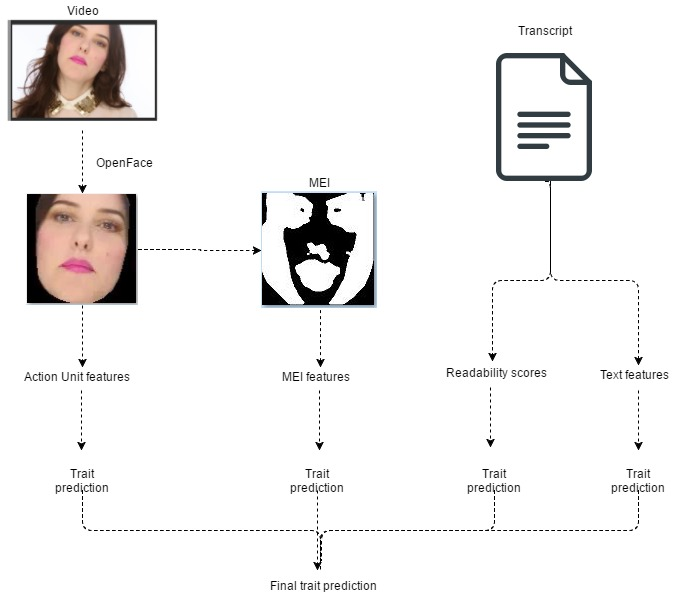 Video
Transcript
OpenFace
MEI
Action Unit features
MEI features
Readability scores
Text features
Trait
prediction
Trait
prediction
Trait
prediction
Trait
prediction
Final trait prediction